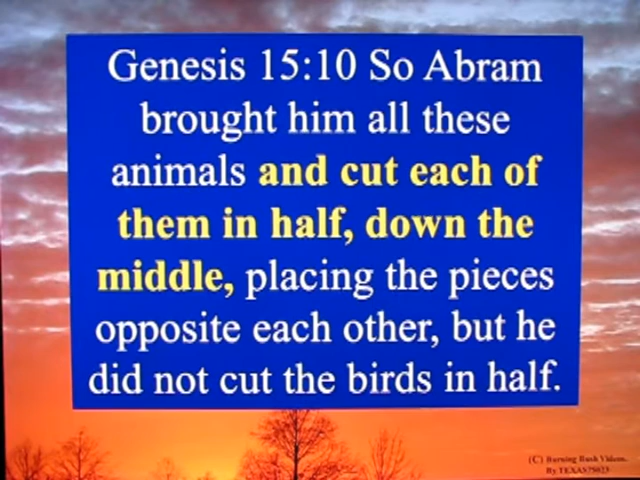 Genesis 15:10 So Abram
brought him all these
animals and cut each of
them in half, down the
middle, placing the pieces
opposite each other, but he
did not cut the birds in half.
(C) Burning Bush Videos.
By TEXAS75023